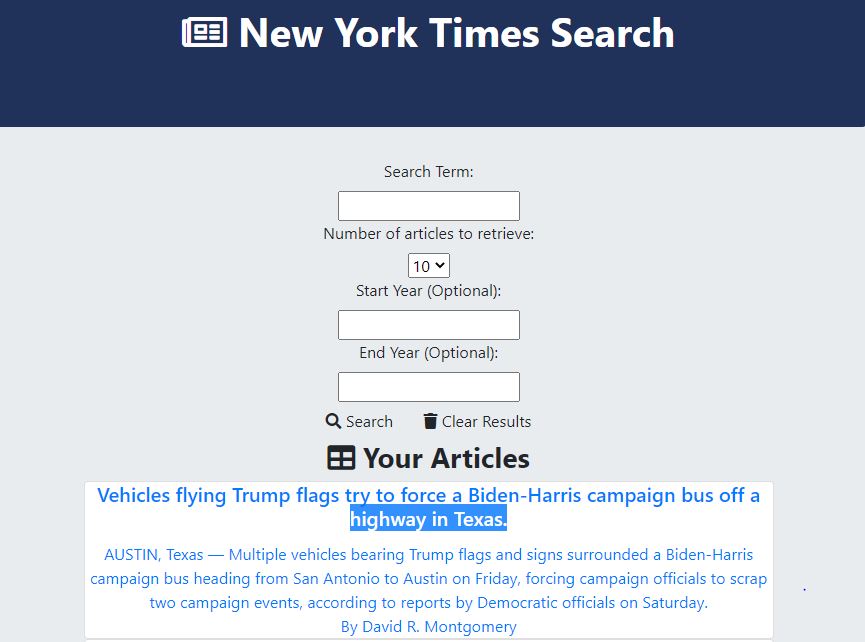 New York Times Search
Search Term:
Number of articles to retrieve:
10
Start Year (Optional):
End Year (Optional):
Search Clear Results
Your Articles
Vehicles flying Trump flags try to force a Biden-Harris campaign bus off a
highway in Texas.
AUSTIN, Texas — Multiple vehicles bearing Trump flags and signs surrounded a Biden-Harris
campaign bus heading from San Antonio to Austin on Friday, forcing campaign officials to scrap
two campaign events, according to reports by Democratic officials on Saturday.
By David R. Montgomery